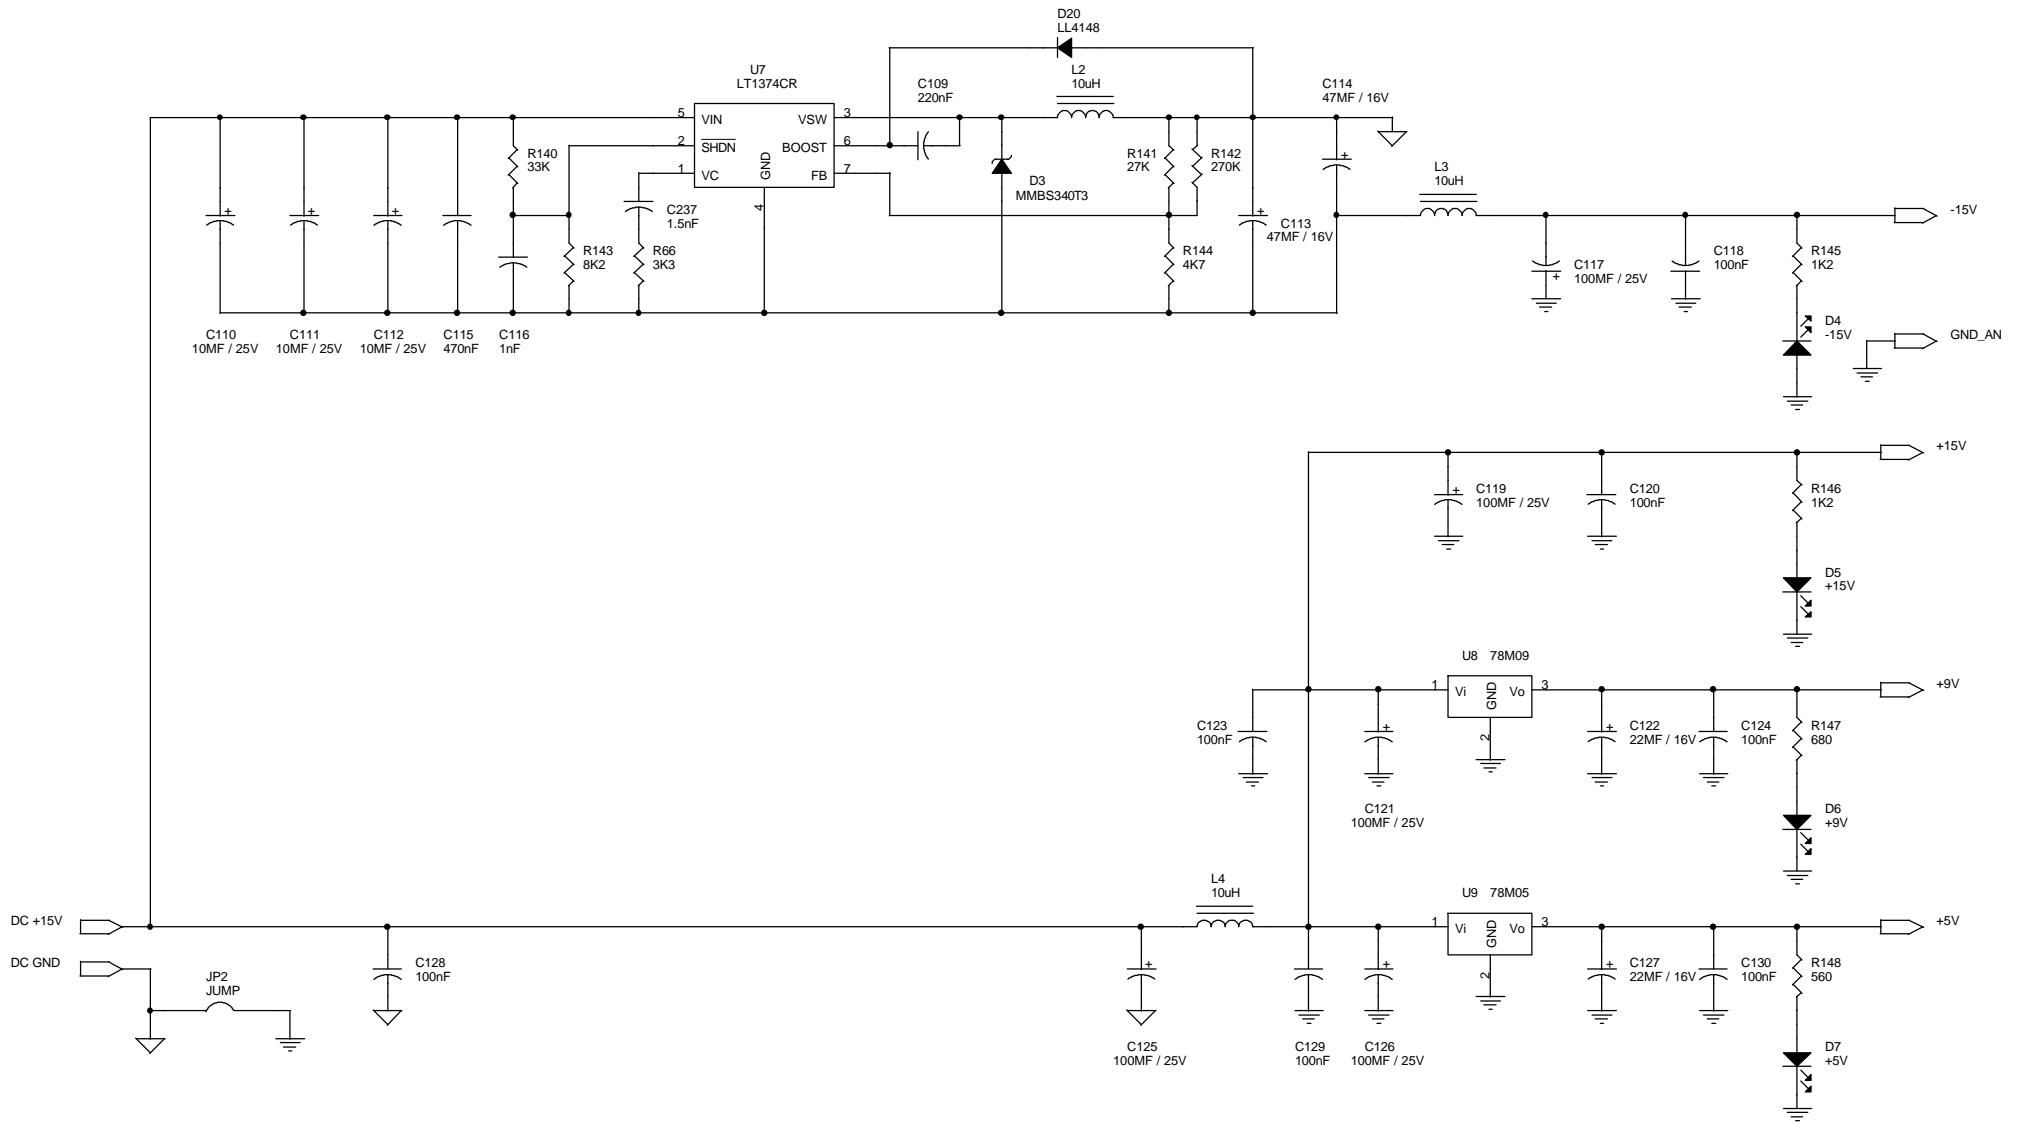 D20
LL4148
U7
LT1374CR
C109
220nF
L2
10uH
C114
47MF / 16V
5 VIN
VSW 3
2 SHDN
BOOST 6
1 VC
FB 7
GND
4
R140
33K
R141
27K
R142
270K
D3
MMBS340T3
L3
10uH
C237
1.5nF
-15V
C113
47MF / 16V
R143
8K2
R66
3K3
R144
4K7
C117
100MF / 25V
C118
100nF
R145
1K2
C110
10MF / 25V
C111
10MF / 25V
C112
10MF / 25V
C115
470nF
C116
1nF
D4
-15V
GND_AN
+15V
C119
100MF / 25V
C120
100nF
R146
1K2
D5
+15V
U8 78M09
1 Vi GND Vo 3
2
+9V
C123
100nF
C121
100MF / 25V
C122
22MF / 16V
C124
100nF
R147
680
D6
+9V
L4
10uH
U9 78M05
1 Vi GND Vo 3
2
+5V
DC +15V
DC GND
JP2
JUMP
C128
100nF
C125
100MF / 25V
C129
100nF
C126
100MF / 25V
C127
22MF / 16V
C130
100nF
R148
560
D7
+5V
+
+
+
+
+
+
+
+
+
+
+
+